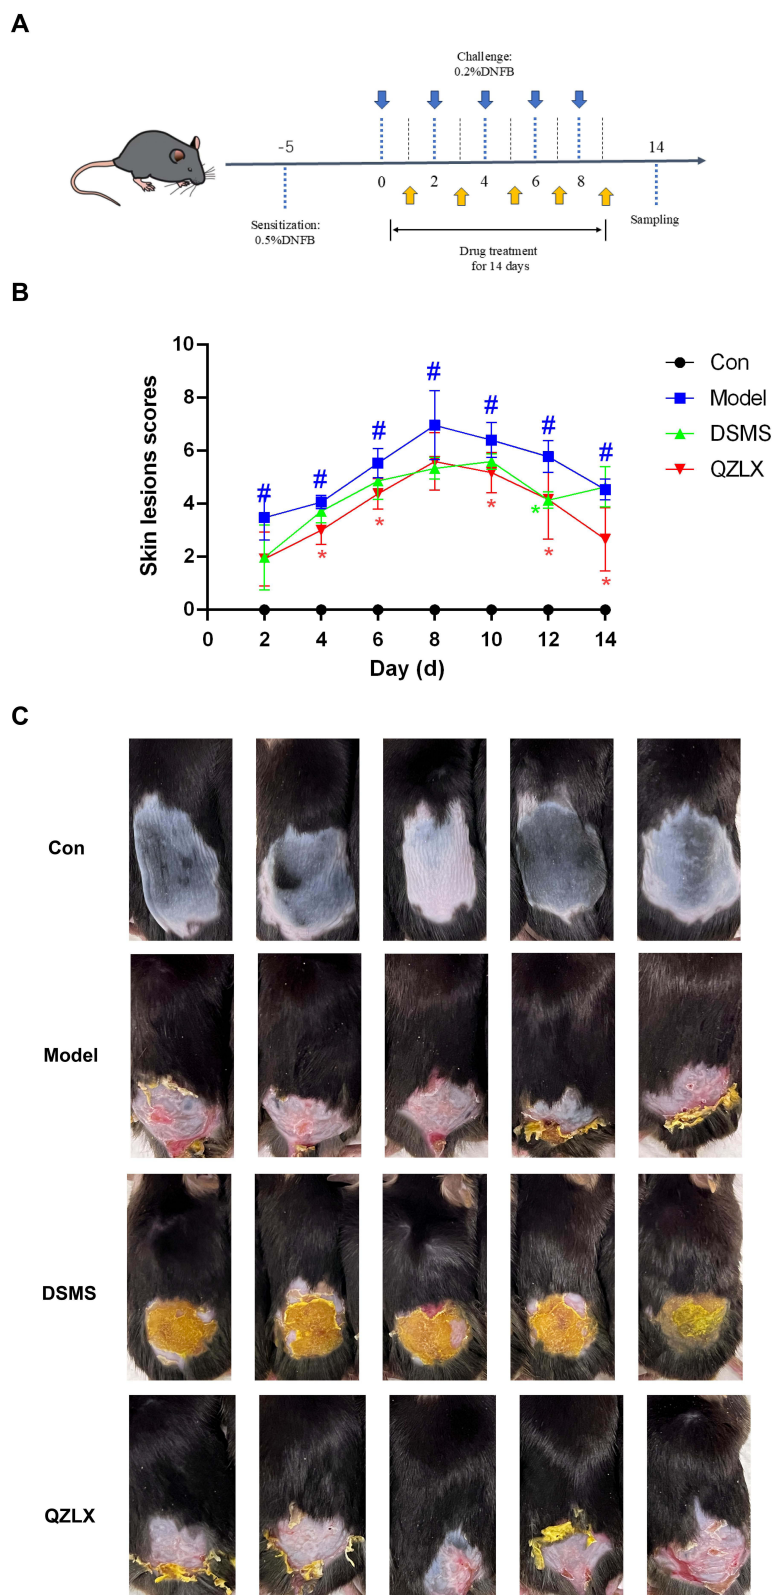 A
Challenge:
0.2%DNFB
-5
14
0 2 4 6 8
Sensitization:
0.5%DNFB
Sampling
Drug treatment
for 14 days
B
Skin lesions scores
10
8
6
4
2
0
# # # # # # #
* * * * * *
0 2 4 6 8 10 12 14
Day (d)
Con
Model
DSMS
QZLX
C
Con
Model
DSMS
QZLX